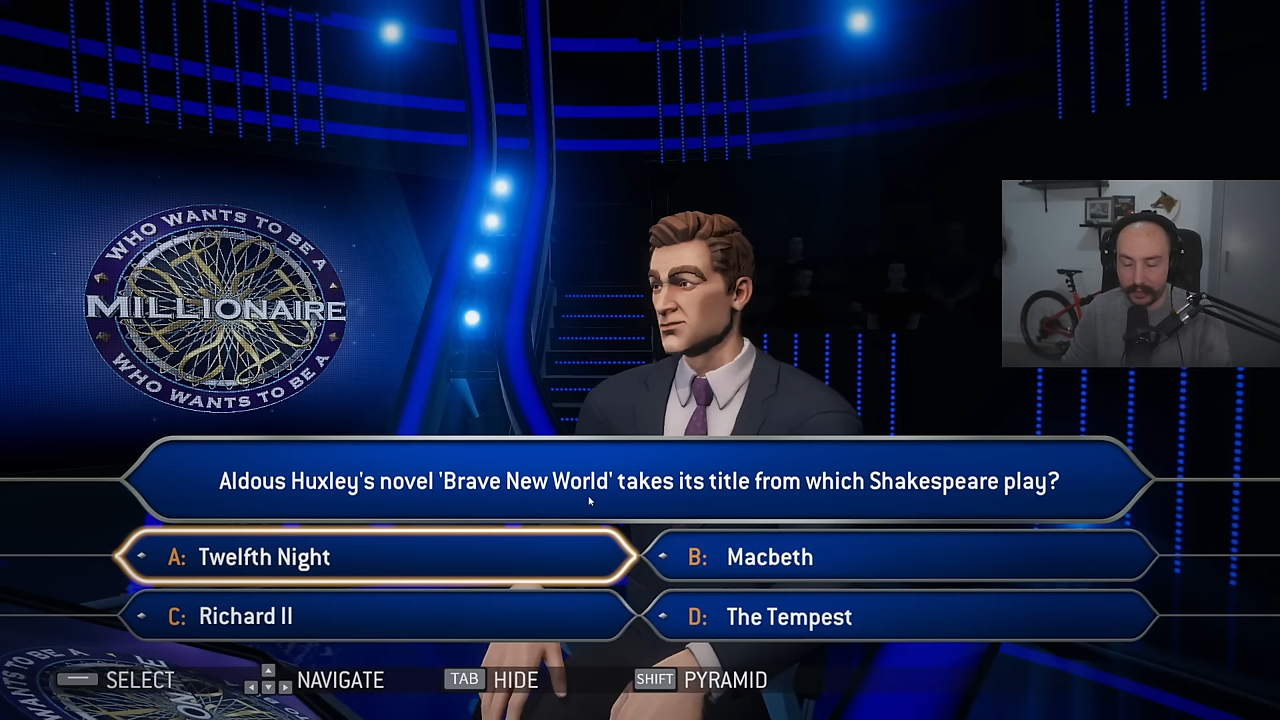 WHO WANTS TO BE A
MILLIONAIRE
WHO WANTS TO BE A
Aldous Huxley's novel 'Brave New World' takes its title from which Shakespeare play?
A: Twelfth Night
B: Macbeth
C: Richard II
D: The Tempest
SELECT
NAVIGATE
TAB HIDE
SHIFT PYRAMID